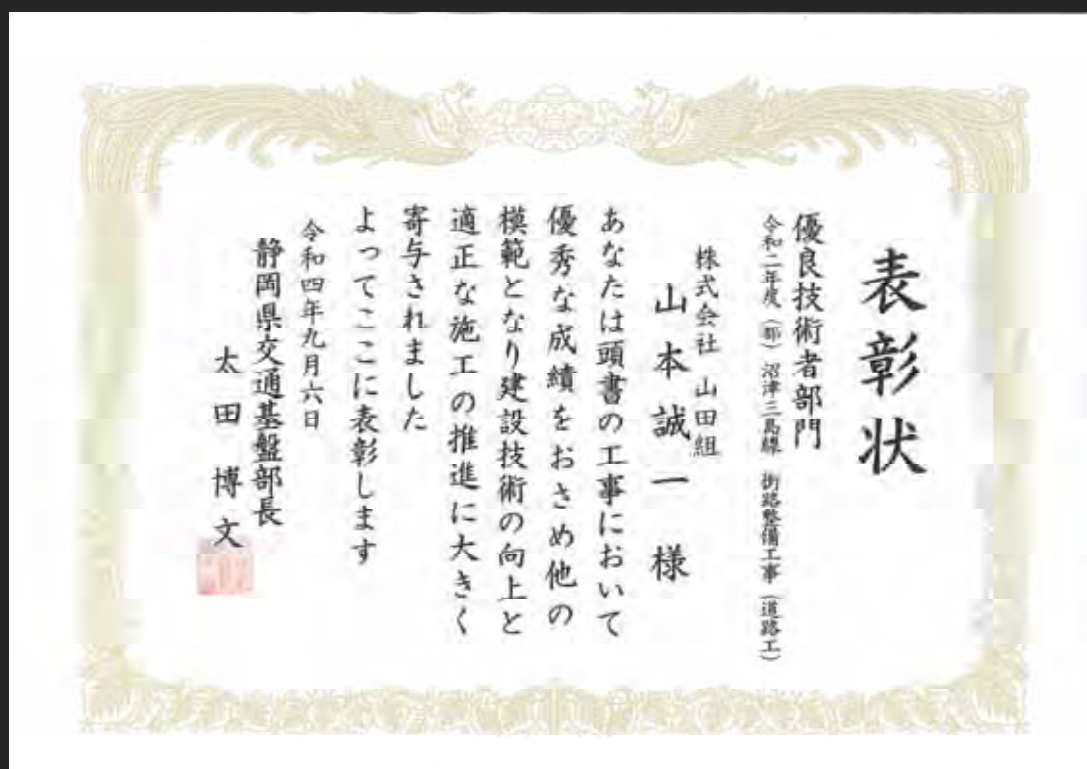 表彰状
優良技術者部門
令和二年度（都）沼津三島線 街路整備工事（道路工）
株式会社 山田組
山本誠一 様
あなたは頭書の工事において
優秀な成績をおさめ他の
模範となり建設技術の向上と
適正な施工の推進に大きく
寄与されました
よってここに表彰します
令和四年九月六日
静岡県交通基盤部長
太田博文